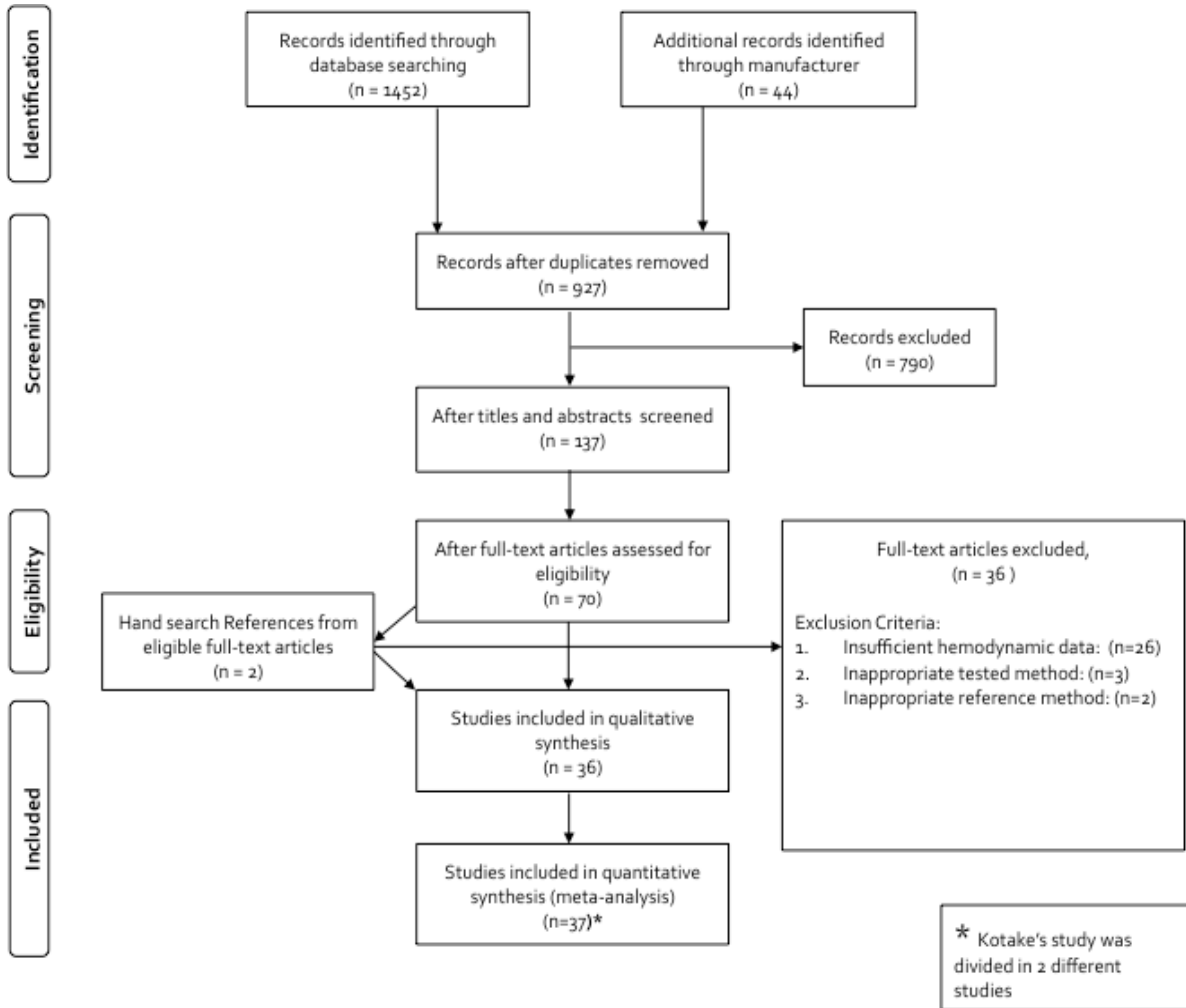 Identification
Records identified through
database searching
(n = 1452)
Additional records identified
through manufacturer
(n = 44)
Screening
Records after duplicates removed
(n = 927)
Records excluded
(n = 790)
After titles and abstracts screened
(n = 137)
Eligibility
After full-text articles assessed for
eligibility
(n = 70)
Hand search References from
eligible full-text articles
(n = 2)
Full-text articles excluded,
(n = 36 )
Exclusion Criteria:
1. Insufficient hemodynamic data: (n=26)
2. Inappropriate tested method: (n=3)
3. Inappropriate reference method: (n=2)
Included
Studies included in qualitative
synthesis
(n = 36)
Studies included in quantitative
synthesis (meta-analysis)
(n=37)*
* Kotake's study was
divided in 2 different
studies